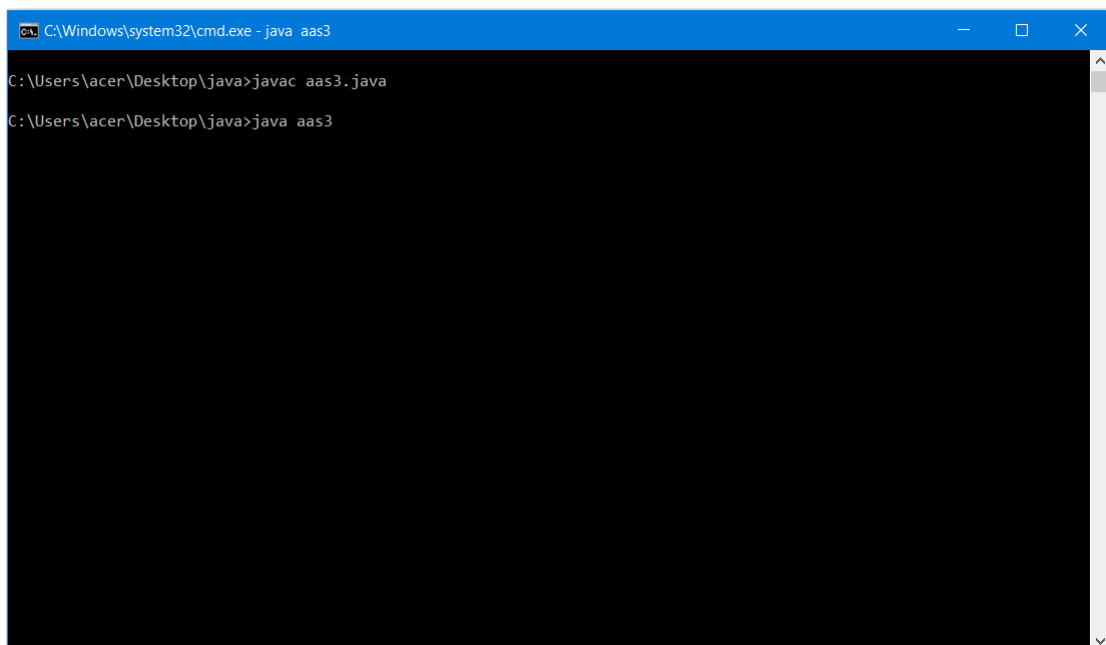 C:\Windows\system32\cmd.exe - java  aas3
C:\Users\acer\Desktop\java>javac aas3.java
C:\Users\acer\Desktop\java>java aas3